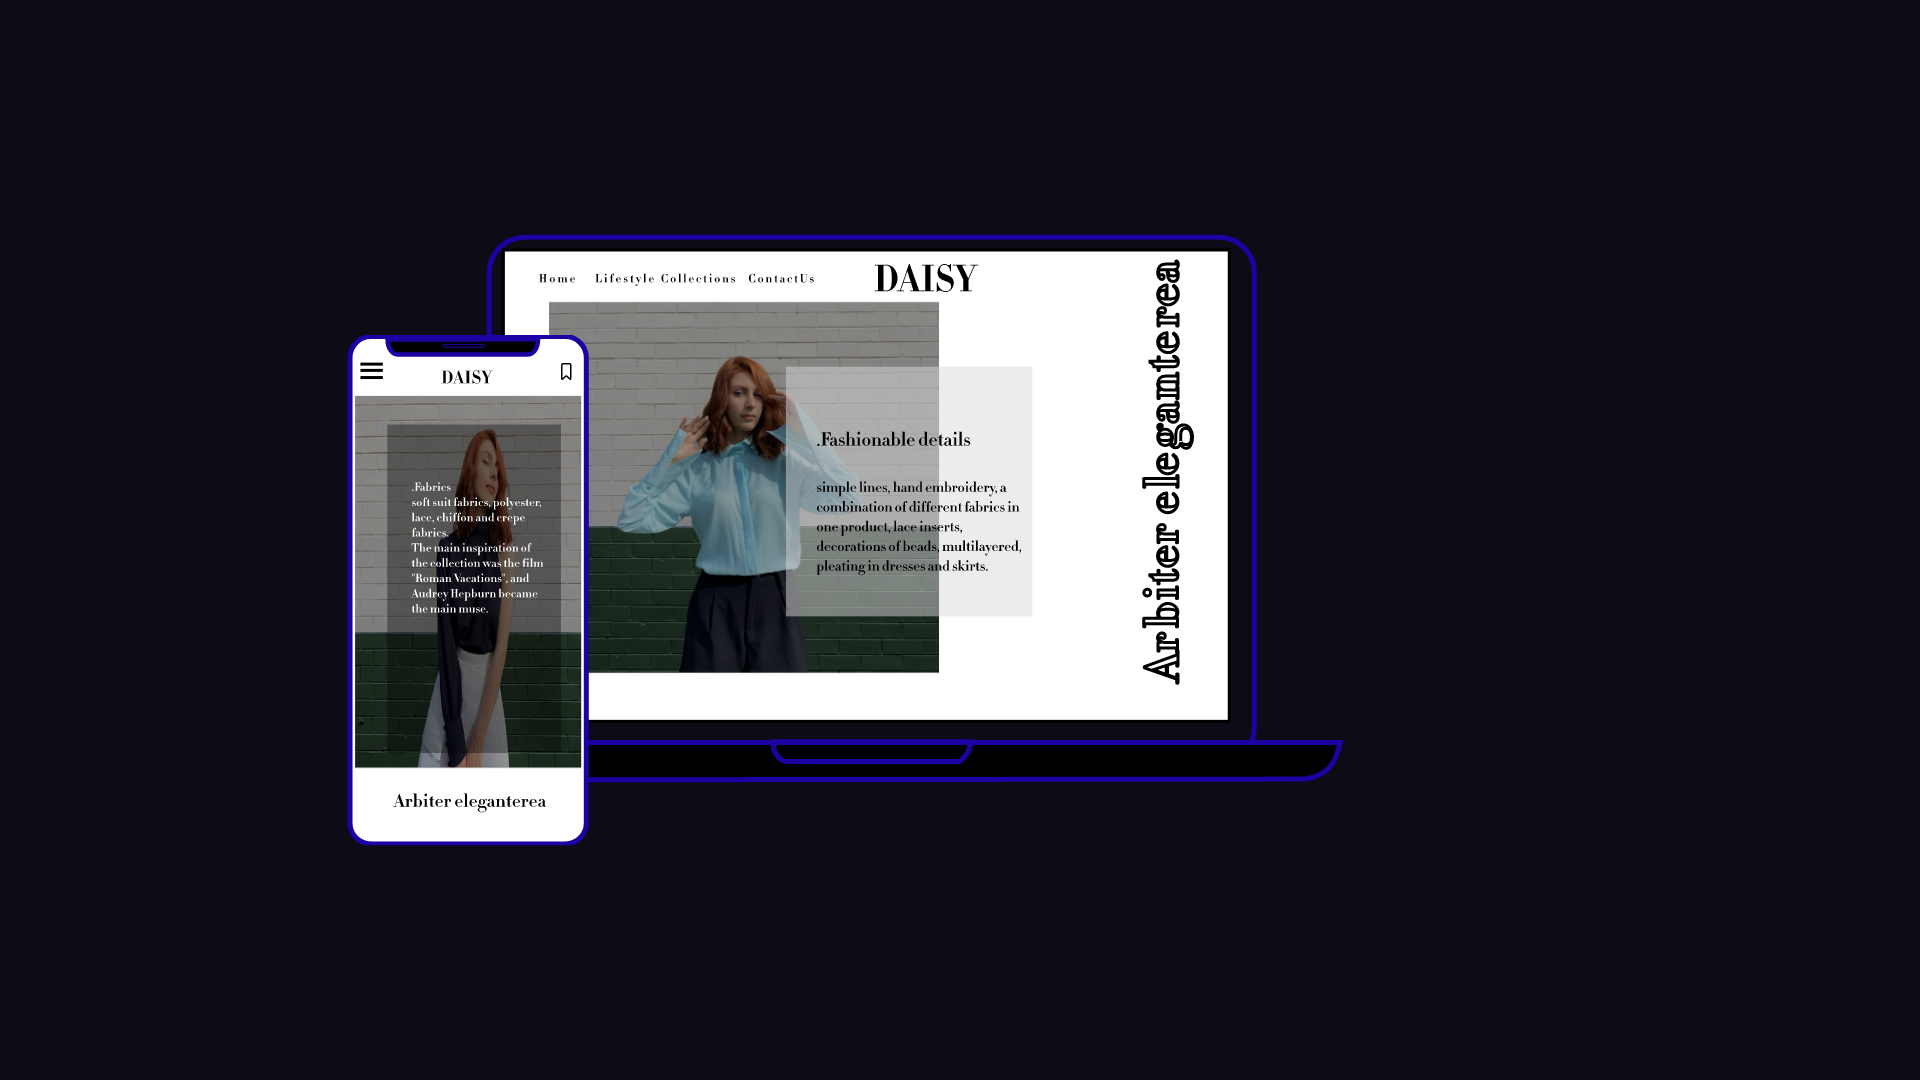 Home Lifestyle Collections ContactUs
DAISY
.Fashionable details
simple lines, hand embroidery, a
combination of different fabrics in
one product, lace inserts,
decorations of beads, multilayered,
pleating in dresses and skirts.
Arbiter eleganterea
DAISY
.Fabrics
soft suit fabrics, polyester,
lace, chiffon and crepe
fabrics.
The main inspiration of
the collection was the film
"Roman Vacations", and
Audrey Hepburn became
the main muse.
Arbiter eleganterea